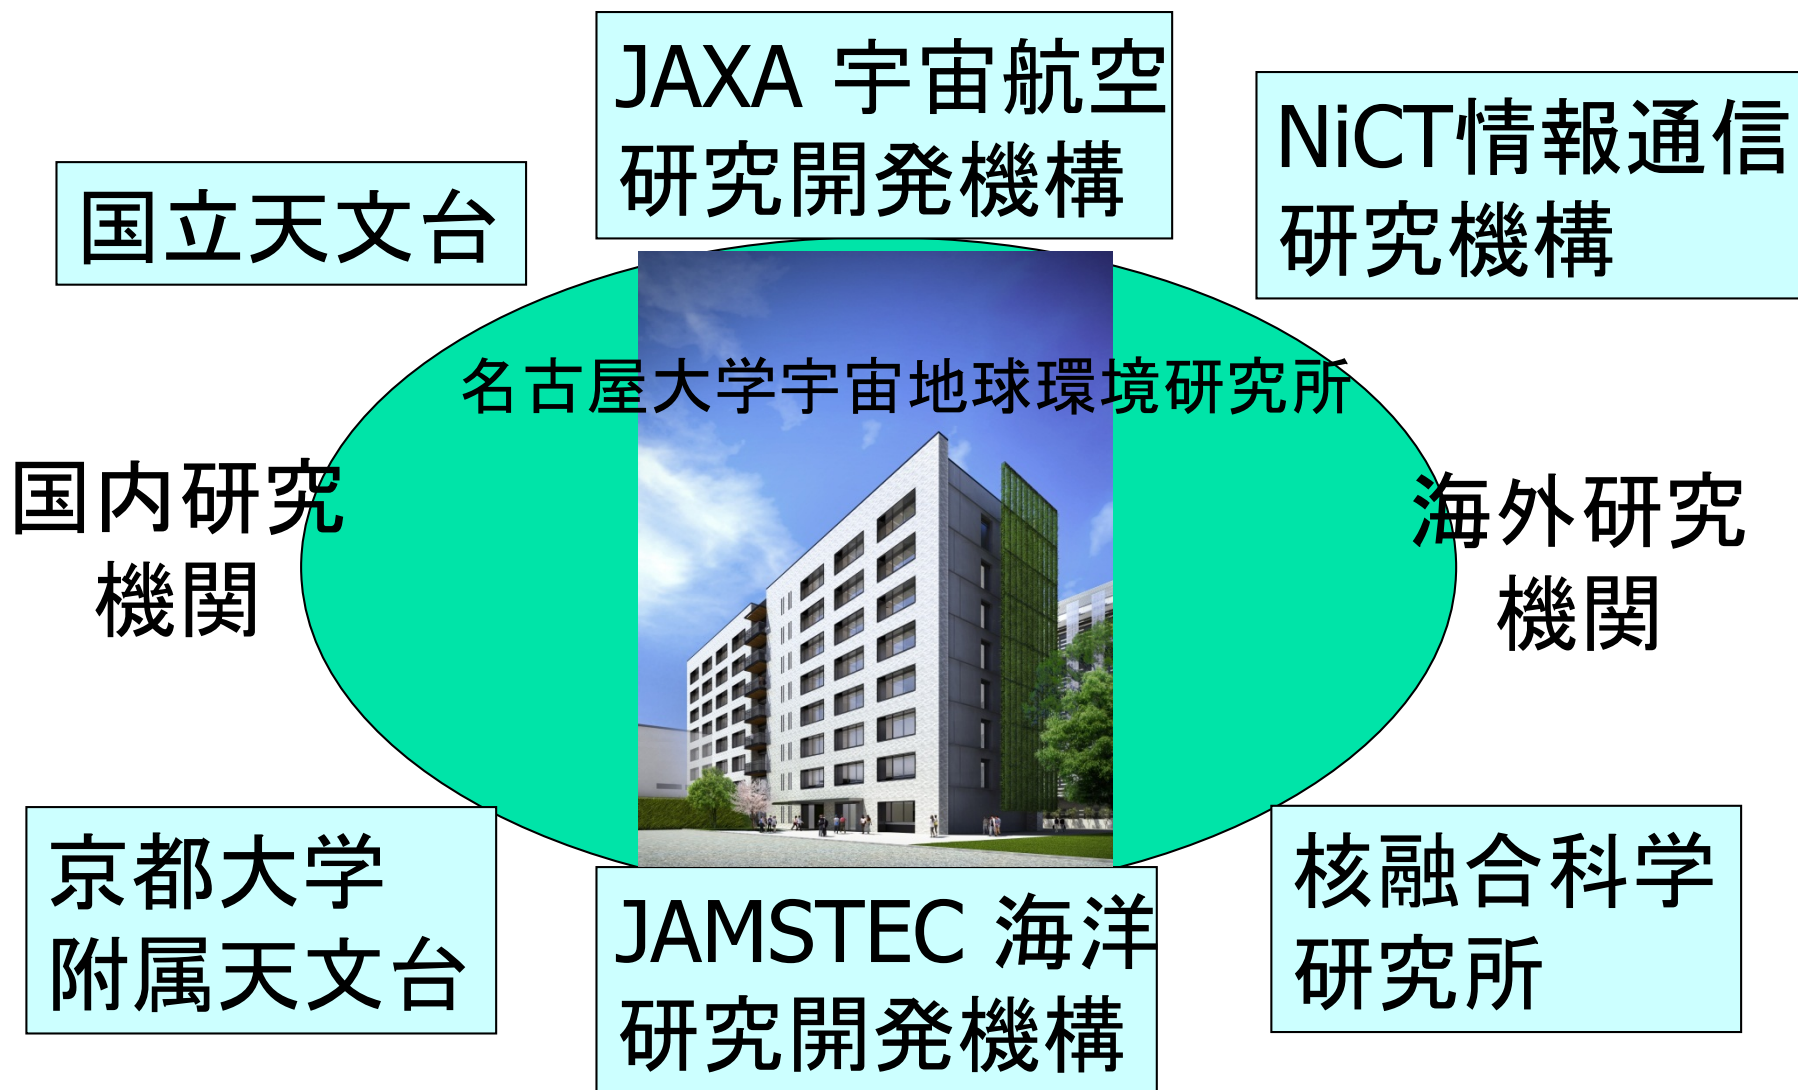 JAXA 宇宙航空
研究開発機構
NiCT情報通信
研究機構
国立天文台
名古屋大学宇宙地球環境研究所
国内研究
機関
海外研究
機関
京都大学
附属天文台
JAMSTEC 海洋
研究開発機構
核融合科学
研究所